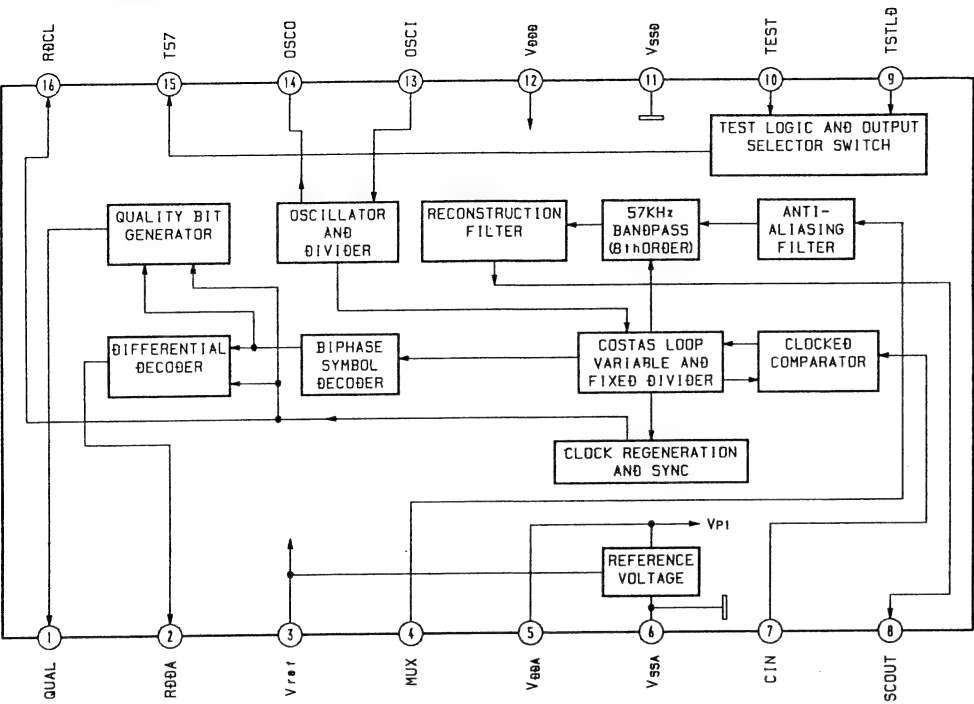 RDCL
T57
OSCO
OSCI
VDDD
VSSD
TEST
TSTLD
16
15
14
13
12
11
10
9
TEST LOGIC AND OUTPUT
SELECTOR SWITCH
QUALITY BIT
GENERATOR
OSCILLATOR
AND
DIVIDER
RECONSTRUCTION
FILTER
57KHz
BANDPASS
(8thORDER)
ANTI-
ALIASING
FILTER
DIFFERENTIAL
DECODER
BIPHASE
SYMBOL
DECODER
COSTAS LOOP
VARIABLE AND
FIXED DIVIDER
CLOCKED
COMPARATOR
CLOCK REGENERATION
AND SYNC
VP1
REFERENCE
VOLTAGE
1
2
3
4
5
6
7
8
QUAL
RDDA
Vref
MUX
VDDA
VSSA
CIN
SCOUT